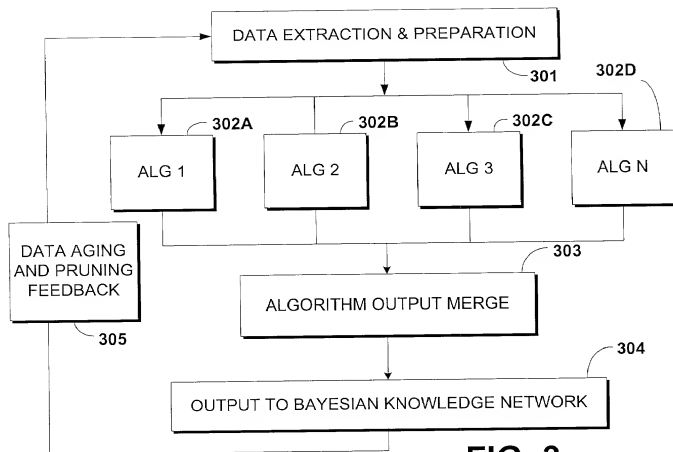 DATA EXTRACTION & PREPARATION
301
302D
302A
302B
302C
ALG 1
ALG 2
ALG 3
ALG N
DATA AGING
AND PRUNING
FEEDBACK
305
303
ALGORITHM OUTPUT MERGE
304
OUTPUT TO BAYESIAN KNOWLEDGE NETWORK
FIG.